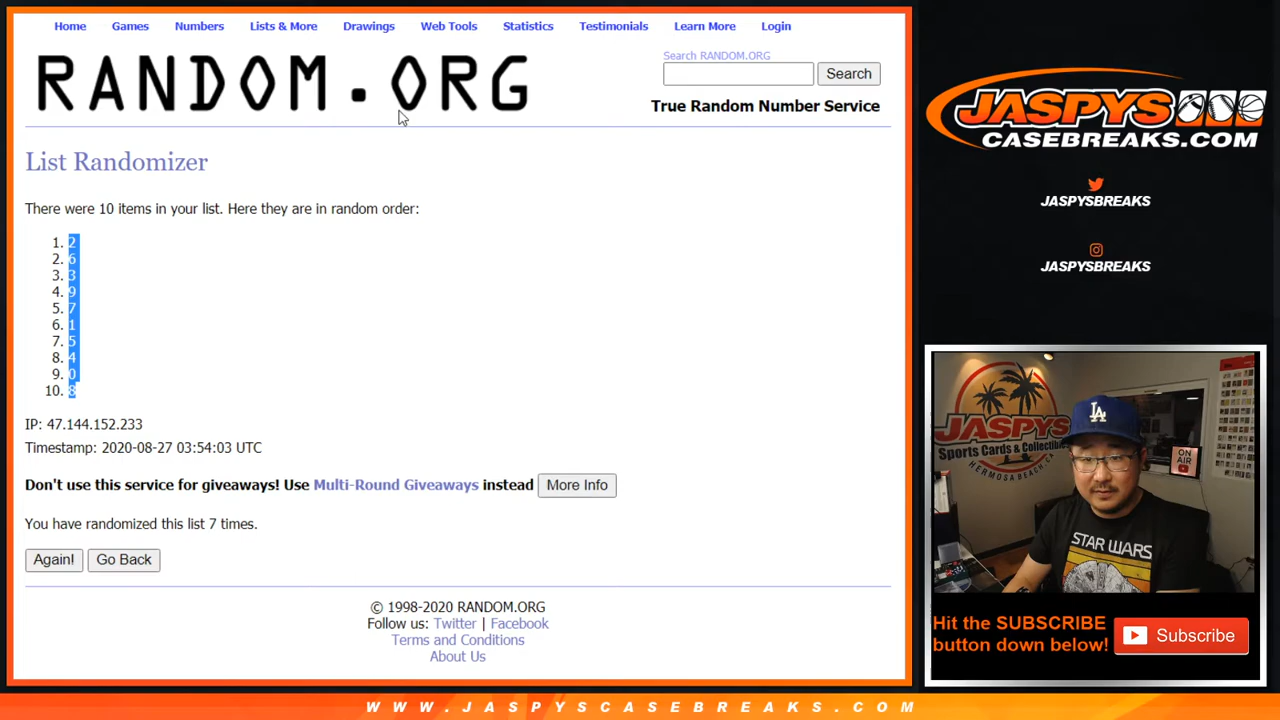 Home Games Numbers Lists & More Drawings Web Tools Statistics Testimonials Learn More Login
RANDOM.ORG
Search RANDOM.ORG
Search
True Random Number Service
List Randomizer
There were 10 items in your list. Here they are in random order:
1. 2
2. 6
3. 3
4. 9
5. 7
6. 1
7. 5
8. 4
9. 0
10. 8
IP: 47.144.152.233
Timestamp: 2020-08-27 03:54:03 UTC
Don't use this service for giveaways! Use Multi-Round Giveaways instead More Info
You have randomized this list 7 times.
Again! Go Back
© 1998-2020 RANDOM.ORG
Follow us: Twitter | Facebook
Terms and Conditions
About Us
JASPYS
CASEBREAKS.COM
JASPYSBREAKS
JASPYSBREAKS
JASPYS
Sports Cards & Collectibles
HERMOSA BEACH, CA
LA
ON AIR
STAR WARS
Hit the SUBSCRIBE
button down below!
Subscribe
WWW.JASPYSCASEBREAKS.COM